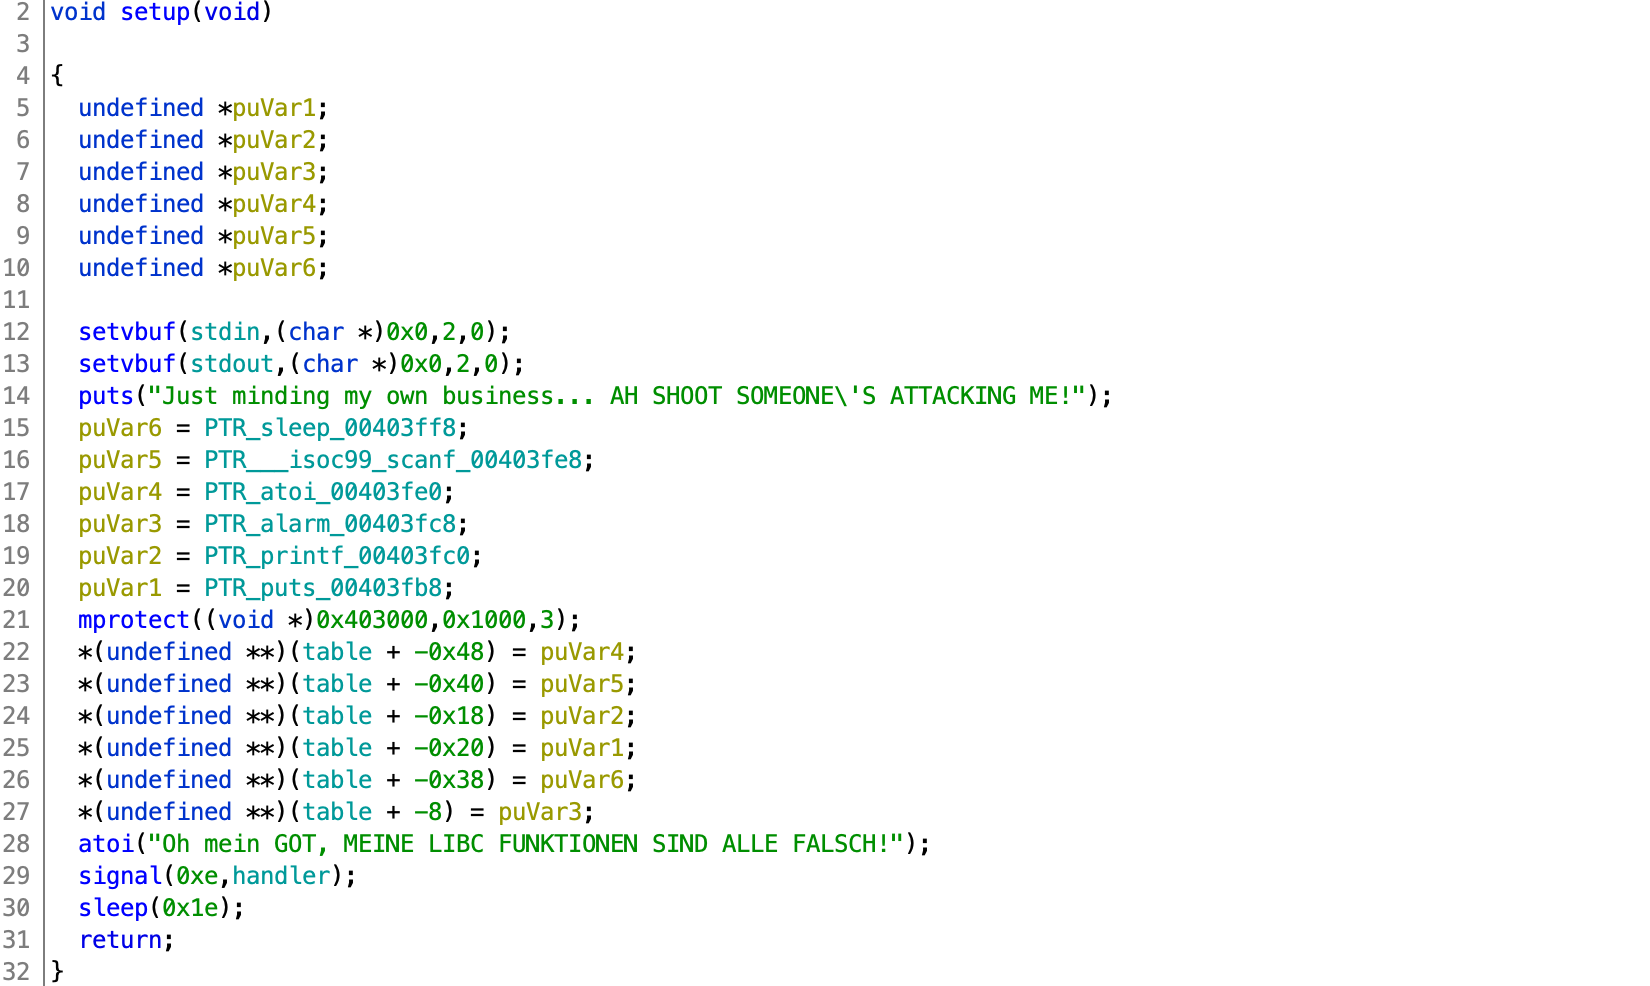 2 void setup(void)
3
4 {
5 undefined *puVar1;
6 undefined *puVar2;
7 undefined *puVar3;
8 undefined *puVar4;
9 undefined *puVar5;
10 undefined *puVar6;
11
12 setvbuf(stdin,(char *)0x0,2,0);
13 setvbuf(stdout,(char *)0x0,2,0);
14 puts("Just minding my own business... AH SHOOT SOMEONE\'S ATTACKING ME!");
15 puVar6 = PTR_sleep_00403ff8;
16 puVar5 = PTR___isoc99_scanf_00403fe8;
17 puVar4 = PTR_atoi_00403fe0;
18 puVar3 = PTR_alarm_00403fc8;
19 puVar2 = PTR_printf_00403fc0;
20 puVar1 = PTR_puts_00403fb8;
21 mprotect((void *)0x403000,0x1000,3);
22 *(undefined **)(table + -0x48) = puVar4;
23 *(undefined **)(table + -0x40) = puVar5;
24 *(undefined **)(table + -0x18) = puVar2;
25 *(undefined **)(table + -0x20) = puVar1;
26 *(undefined **)(table + -0x38) = puVar6;
27 *(undefined **)(table + -8) = puVar3;
28 atoi("Oh mein GOT, MEINE LIBC FUNKTIONEN SIND ALLE FALSCH!");
29 signal(0xe,handler);
30 sleep(0x1e);
31 return;
32 }